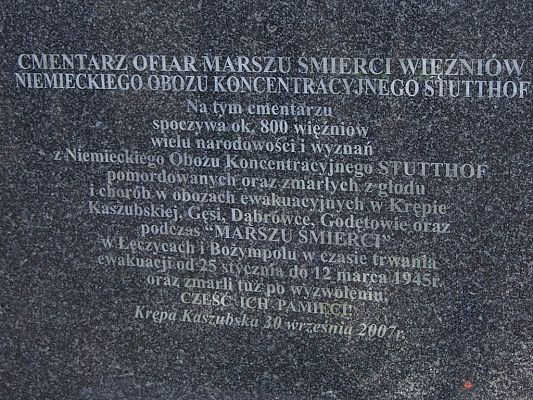 CMENTARZ OFIAR MARSZU ŚMIERCI WIĘŹNIÓW
NIEMIECKIEGO OBOZU KONCENTRACYJNEGO STUTTHOF
Na tym cmentarzu
spoczywa ok. 800 więźniów
wielu narodowości i wyznań
z Niemieckiego Obozu Koncentracyjnego STUTTHOF
pomordowanych oraz zmarłych z głodu
i chorób w obozach ewakuacyjnych w Krępie
Kaszubskiej, Gęsi, Dąbrówce, Godętowie oraz
podczas "MARSZU ŚMIERCI"
w Łęczycach i Bożympolu w czasie trwania
ewakuacji od 25 stycznia do 12 marca 1945r.
oraz zmarli tuż po wyzwoleniu.
CZEŚĆ ICH PAMIĘCI!
Krępa Kaszubska 30 września 2007r.